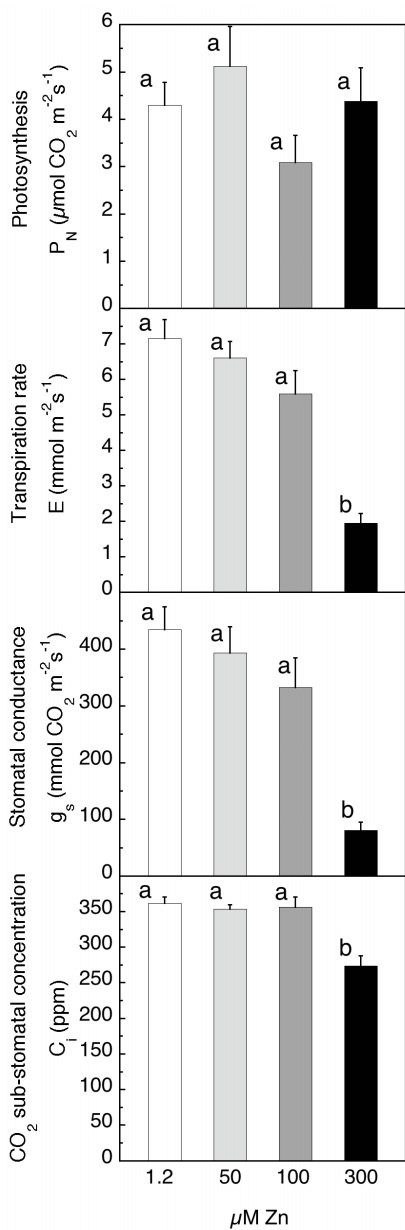 Photosynthesis
P_N (µmol CO_2 m^-2 s^-1)
6
5
4
3
2
1
0
a
a
a
a
Transpiration rate
E (mmol m^-2 s^-1)
7
6
5
4
3
2
1
0
a
a
a
b
Stomatal conductance
g_s (mmol CO_2 m^-2 s^-1)
400
300
200
100
0
a
a
a
b
CO_2 sub-stomatal concentration
C_i (ppm)
350
300
250
200
150
100
50
0
a
a
a
b
1.2 50 100 300
µM Zn